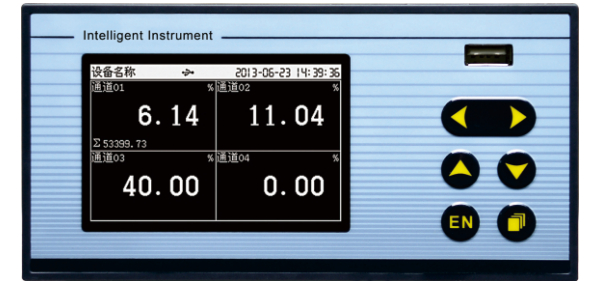 Intelligent Instrument
设备名称 2013-06-23 14:39:36
通道01 % 通道02 %
6.14 11.04
Σ53399.73
通道03 % 通道04 %
40.00 0.00
EN